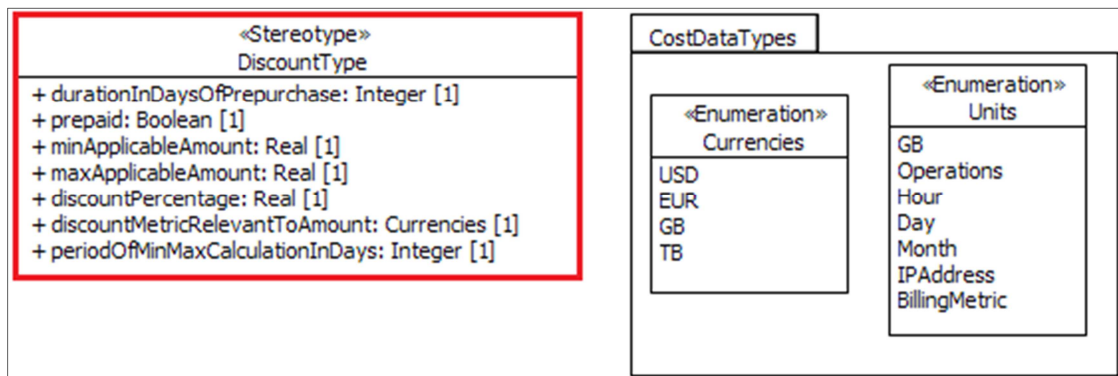 «Stereotype»
DiscountType
+ durationInDaysOfPrepurchase: Integer [1]
+ prepaid: Boolean [1]
+ minApplicableAmount: Real [1]
+ maxApplicableAmount: Real [1]
+ discountPercentage: Real [1]
+ discountMetricRelevantToAmount: Currencies [1]
+ periodOfMinMaxCalculationInDays: Integer [1]
CostDataTypes
«Enumeration»
Currencies
USD
EUR
GB
TB
«Enumeration»
Units
GB
Operations
Hour
Day
Month
IPAddress
BillingMetric